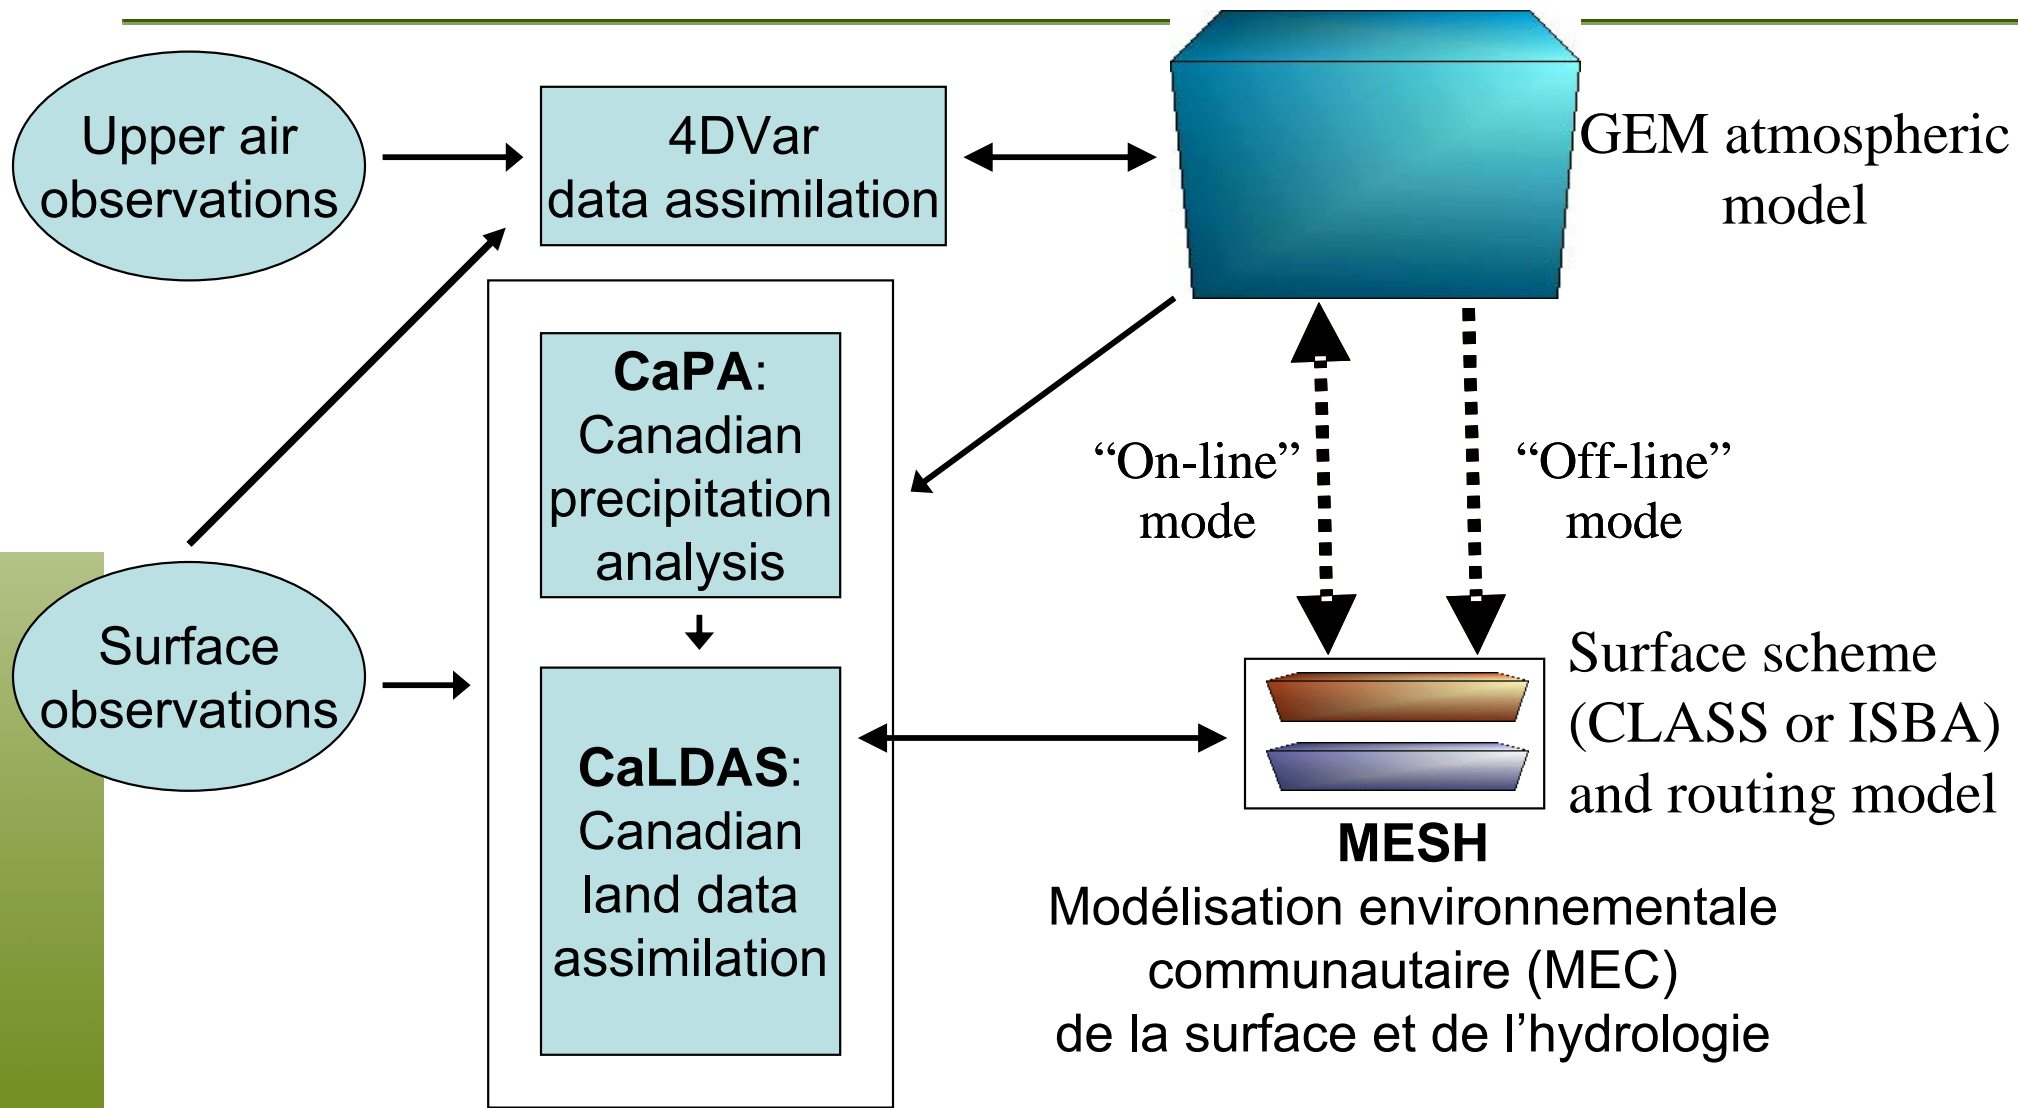 Upper air
observations
4DVar
data assimilation
GEM atmospheric
model
CaPA:
Canadian
precipitation
analysis
“On-line”
mode
“Off-line”
mode
Surface
observations
CaLDAS:
Canadian
land data
assimilation
Surface scheme
(CLASS or ISBA)
and routing model
MESH
Modélisation environnementale
communautaire (MEC)
de la surface et de l’hydrologie